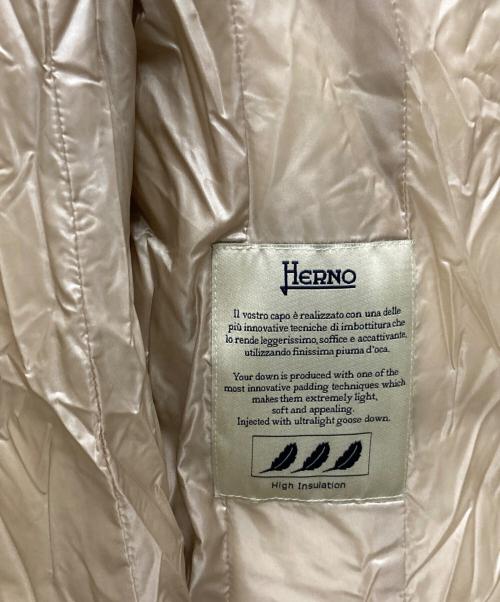 HERNO
Il vostro capo è realizzato con una delle
più innovative tecniche di imbottitura che
lo rende leggerissimo, soffice e accattivante,
utilizzando finissima piuma d'oca.
Your down is produced with one of the
most innovative padding techniques which
makes them extremely light,
soft and appealing.
Injected with ultralight goose down.
High Insulation